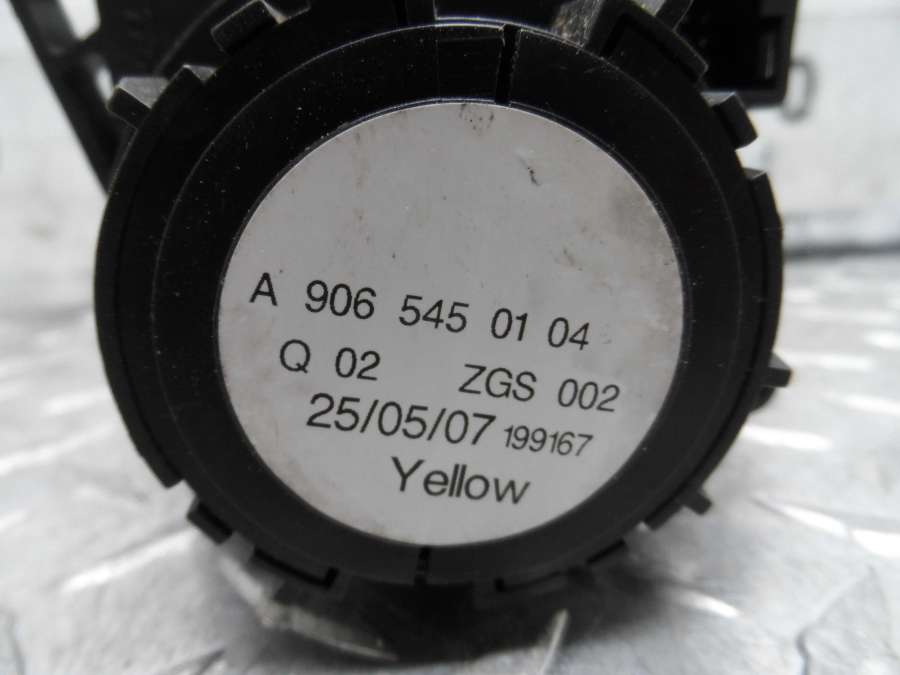 A 906 545 01 04
Q 02 ZGS 002
25/05/07 199167
Yellow